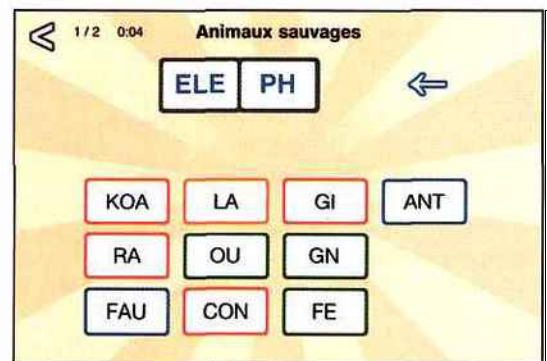 1/2 0:04 Animaux sauvages
ELE PH
KOA LA GI ANT
RA OU GN
FAU CON FE